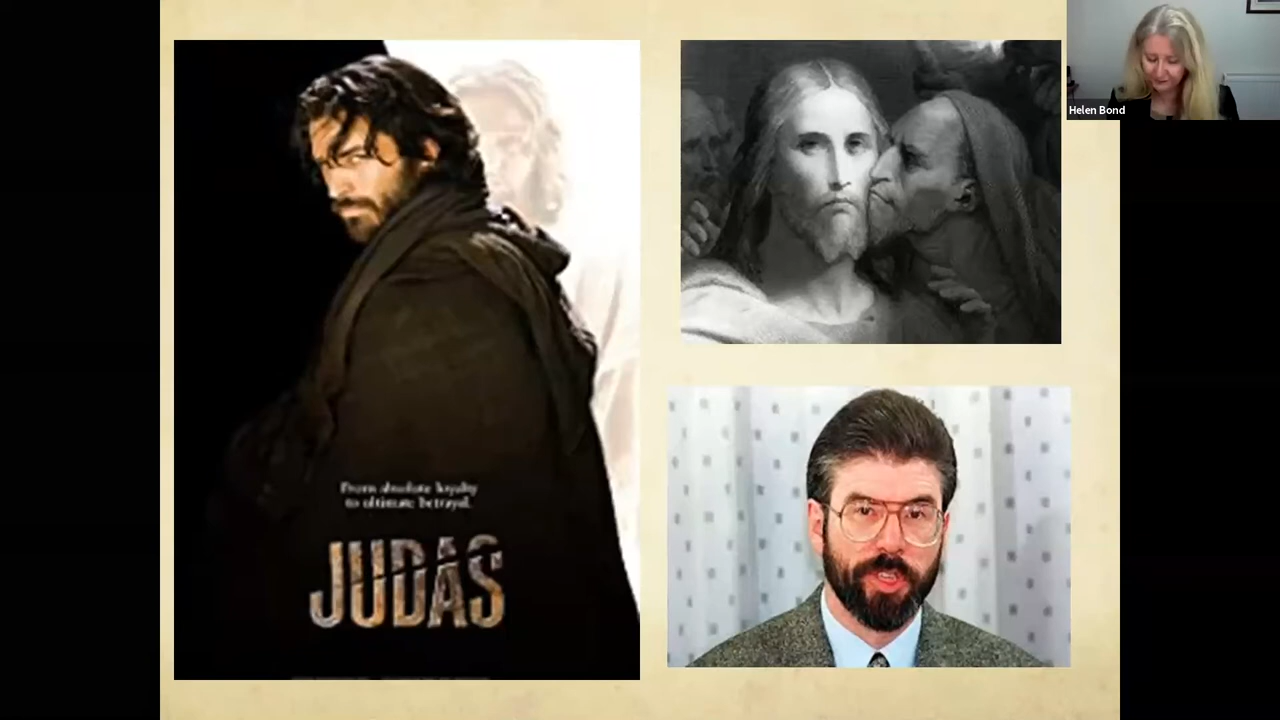 From absolute loyalty
to ultimate betrayal.
JUDAS
Helen Bond